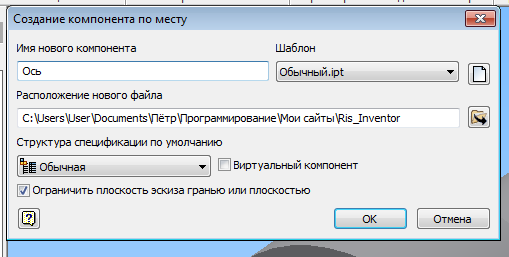 Создание компонента по месту
Имя нового компонента Шаблон
Ось Обычный.ipt
Расположение нового файла
C:\Users\User\Documents\Пётр\Программирование\Мои сайты\Ris_Inventor
Структура спецификации по умолчанию
Обычная Виртуальный компонент
Ограничить плоскость эскиза гранью или плоскостью
OK Отмена